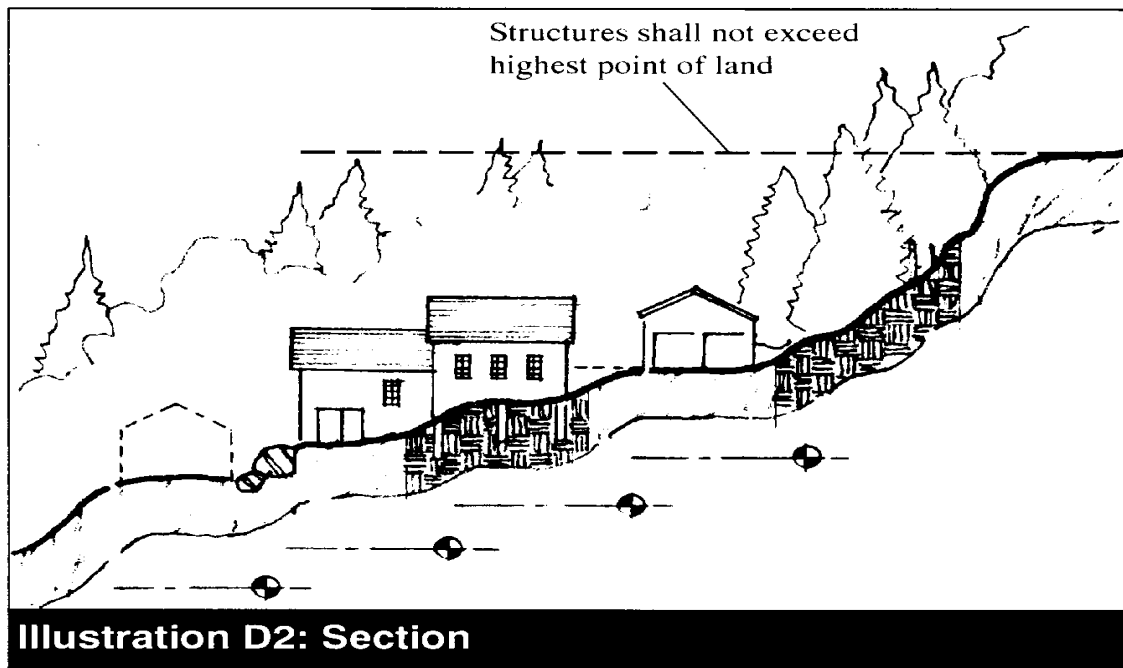 Structures shall not exceed
highest point of land
Illustration D2: Section